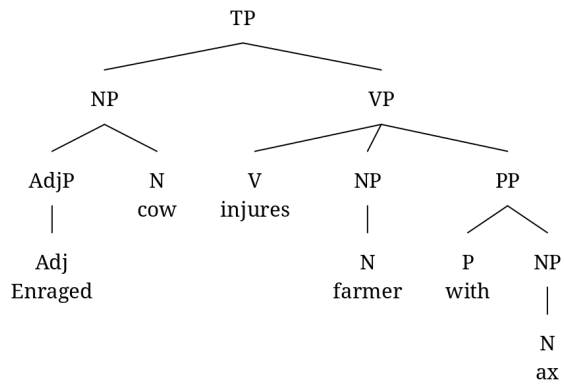 TP
NP VP
AdjP N V NP PP
cow injures
Adj N P NP
Enraged farmer with
N
ax